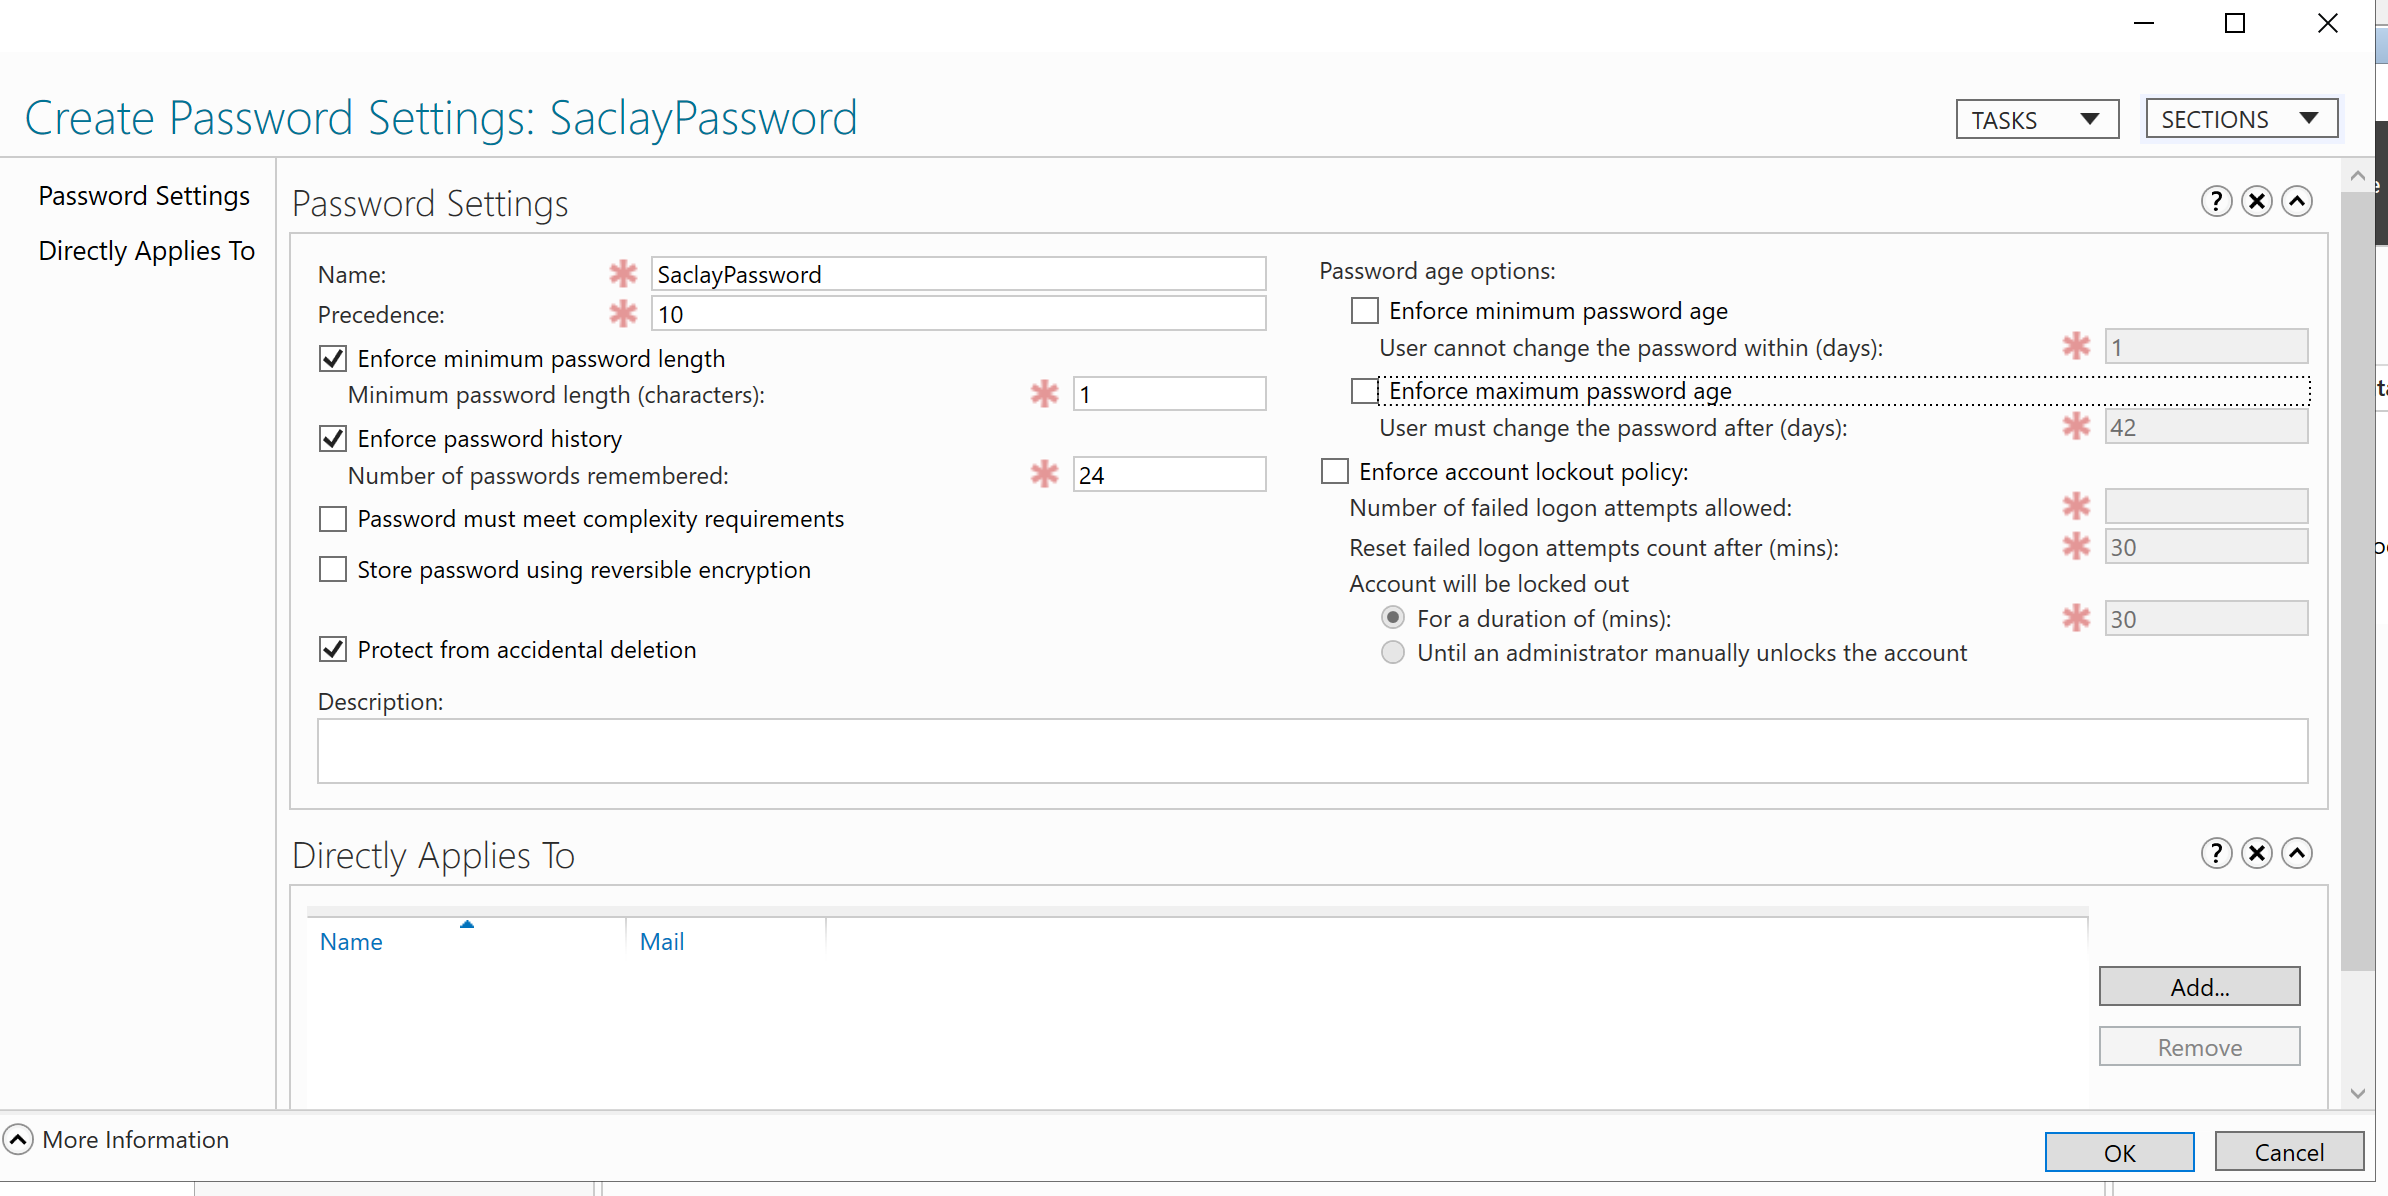 Create Password Settings: SaclayPassword
TASKS
SECTIONS
Password Settings
Directly Applies To
Password Settings
Name:
SaclayPassword
Precedence:
10
Enforce minimum password length
Minimum password length (characters):
1
Enforce password history
Number of passwords remembered:
24
Password must meet complexity requirements
Store password using reversible encryption
Protect from accidental deletion
Password age options:
Enforce minimum password age
User cannot change the password within (days):
1
Enforce maximum password age
User must change the password after (days):
42
Enforce account lockout policy:
Number of failed logon attempts allowed:
Reset failed logon attempts count after (mins):
30
Account will be locked out
For a duration of (mins):
30
Until an administrator manually unlocks the account
Description:
Directly Applies To
Name
Mail
Add...
Remove
More Information
OK
Cancel